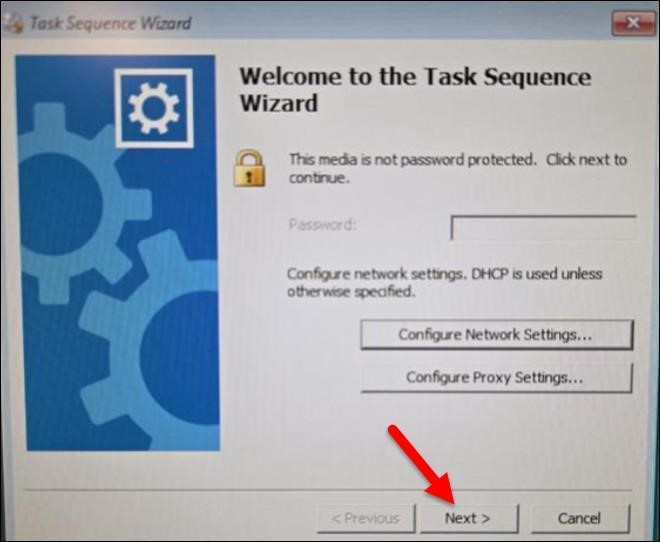 Task Sequence Wizard
Welcome to the Task Sequence
Wizard
This media is not password protected. Click next to
continue.
Password:
Configure network settings. DHCP is used unless
otherwise specified.
Configure Network Settings...
Configure Proxy Settings...
< Previous
Next >
Cancel